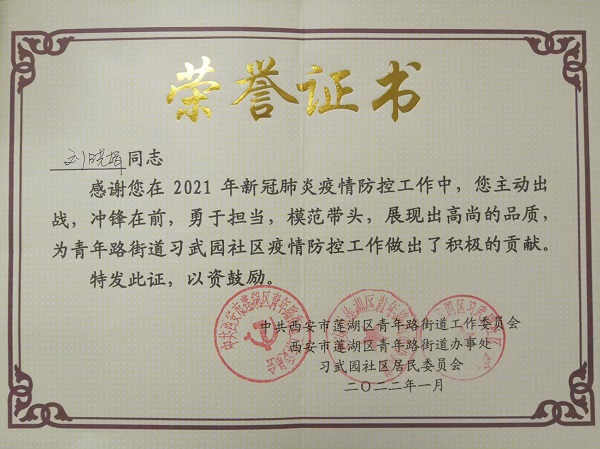 荣誉证书
刘晓辉同志
感谢您在 2021 年新冠肺炎疫情防控工作中，您主动出
战，冲锋在前，勇于担当，模范带头，展现出高尚的品质，
为青年路街道习武园社区疫情防控工作做出了积极的贡献。
特发此证，以资鼓励。
中共西安市莲湖区青年路街道工作委员会
西安市莲湖区青年路街道办事处
习武园社区居民委员会
二〇二二年一月